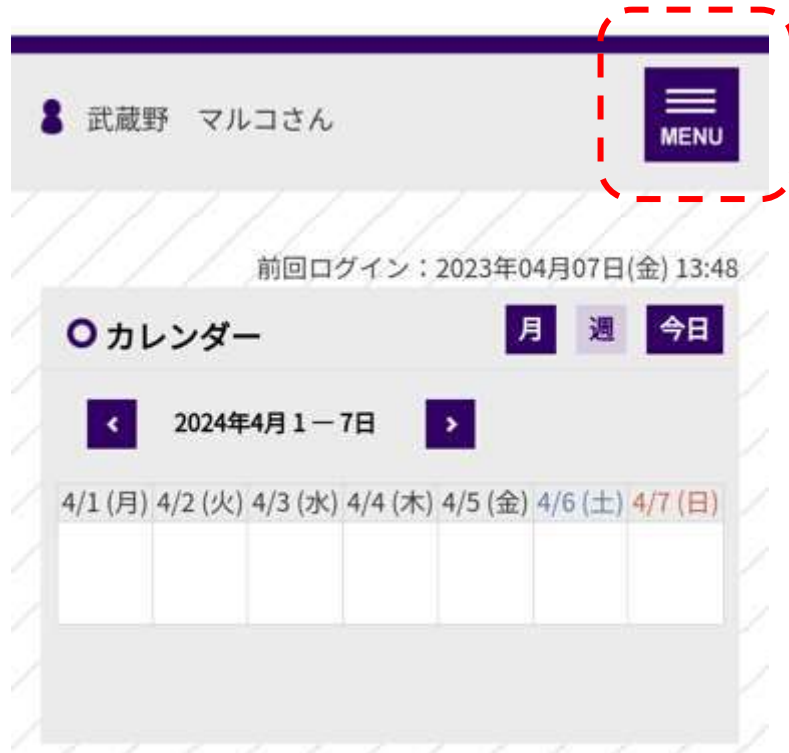 武蔵野　マルコさん
MENU
前回ログイン：2023年04月07日(金) 13:48
カレンダー 月 週 今日
2024年4月 1 — 7日
4/1 (月) 4/2 (火) 4/3 (水) 4/4 (木) 4/5 (金) 4/6 (土) 4/7 (日)